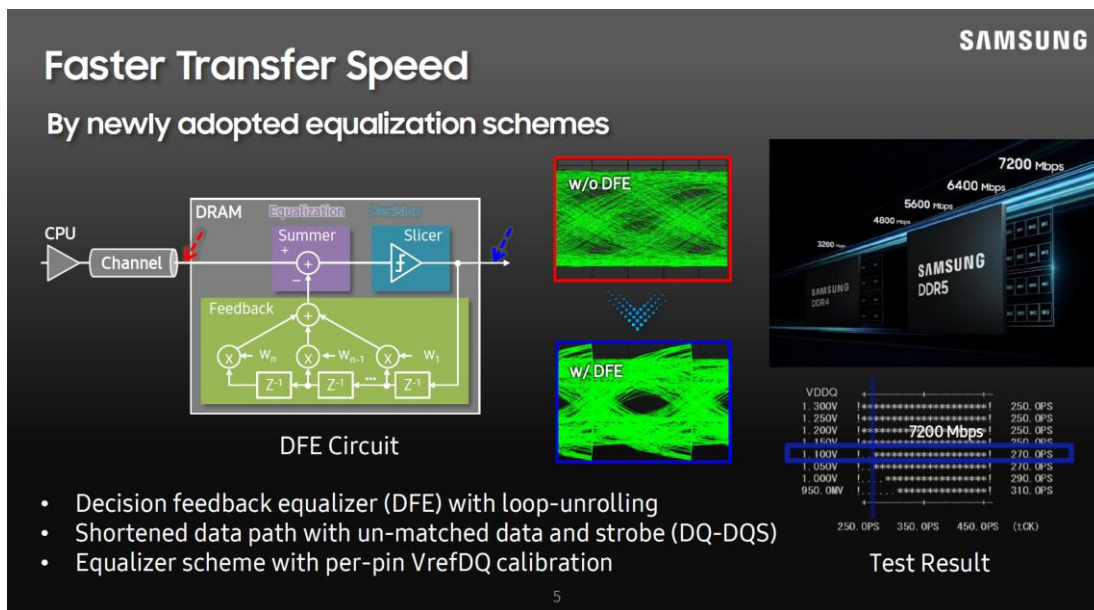 SAMSUNG
Faster Transfer Speed
By newly adopted equalization schemes
CPU
Channel
DRAM
Equalization
Decision
Summer
Slicer
+
+
−
Feedback
+
X
Wn
X
Wn-1
X
W1
Z-1
Z-1
...
Z-1
DFE Circuit
w/o DFE
w/ DFE
7200 Mbps
6400 Mbps
5600 Mbps
4800 Mbps
3200 Mbps
SAMSUNG
DDR4
SAMSUNG
DDR5
VDDQ
1.300V !********************! 250.0PS
1.250V !********************! 250.0PS
1.200V 250.0PS
7200 Mbps
1.150V 250.0PS
1.100V 270.0PS
1.050V 270.0PS
1.000V 290.0PS
950.0MV 310.0PS
250.0PS 350.0PS 450.0PS (tCK)
Test Result
• Decision feedback equalizer (DFE) with loop-unrolling
• Shortened data path with un-matched data and strobe (DQ-DQS)
• Equalizer scheme with per-pin VrefDQ calibration
5